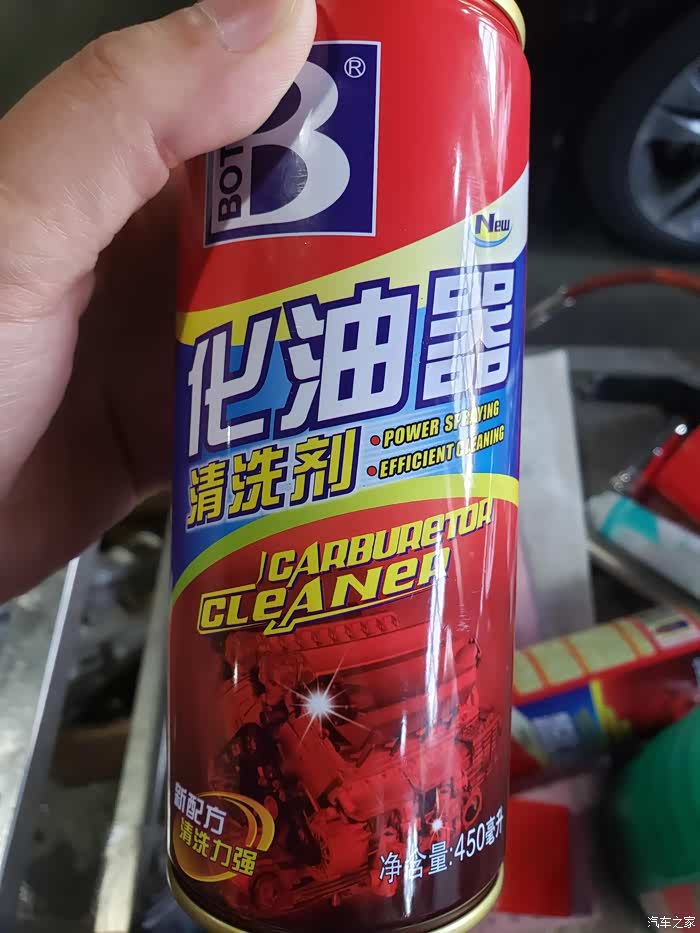 B®
BOT
New
化油器
清洗剂
•POWER SPRAYING
•EFFICIENT CLEANING
CARBURETOR
CLEANER
新配方
清洗力强
净含量:450毫升
汽车之家